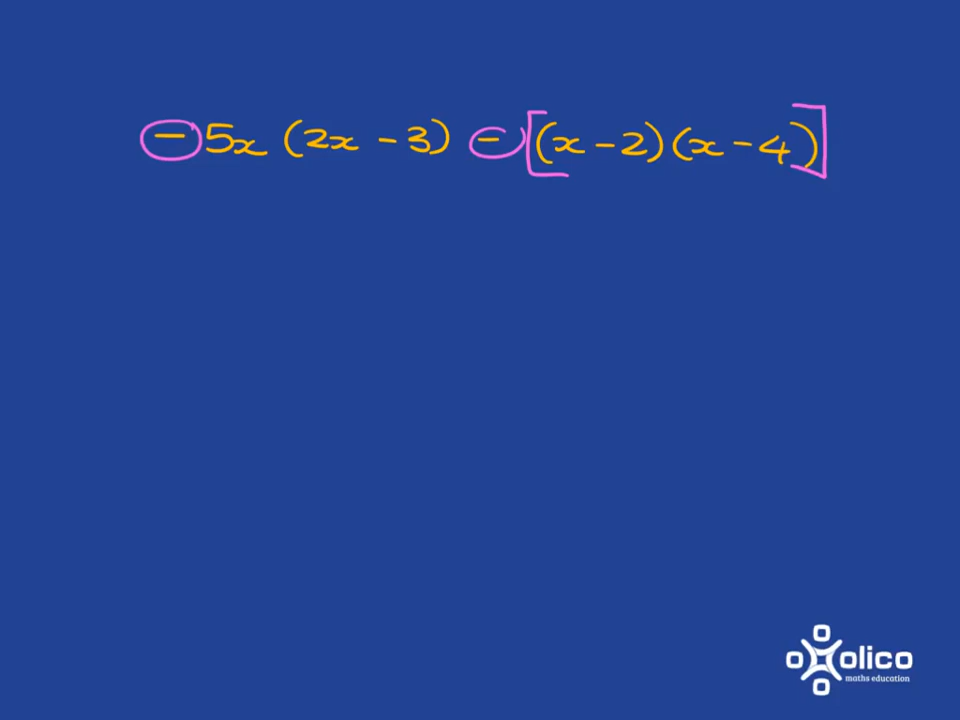 -5x (2x - 3) - [(x - 2)(x - 4)]
olico
maths education